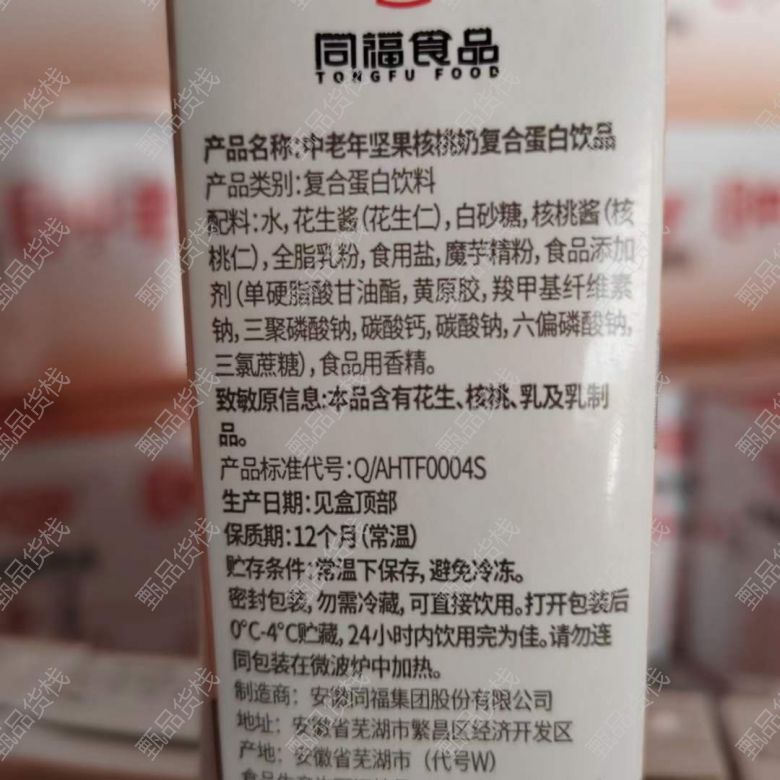 同福食品
TONGFU FOOD
产品名称:中老年坚果核桃奶复合蛋白饮品
产品类别:复合蛋白饮料
配料:水,花生酱(花生仁),白砂糖,核桃酱(核
桃仁),全脂乳粉,食用盐,魔芋精粉,食品添加
剂(单硬脂酸甘油酯,黄原胶,羧甲基纤维素
钠,三聚磷酸钠,碳酸钙,碳酸钠,六偏磷酸钠,
三氯蔗糖),食品用香精。
致敏原信息:本品含有花生、核桃、乳及乳制
品。
产品标准代号:Q/AHTF0004S
生产日期:见盒顶部
保质期:12个月(常温)
贮存条件:常温下保存,避免冷冻。
密封包装,勿需冷藏,可直接饮用。打开包装后
0°C-4°C贮藏,24小时内饮用完为佳。请勿连
同包装在微波炉中加热。
制造商:安徽同福集团股份有限公司
地址:安徽省芜湖市繁昌区经济开发区
产地:安徽省芜湖市(代号W)
甄品货栈